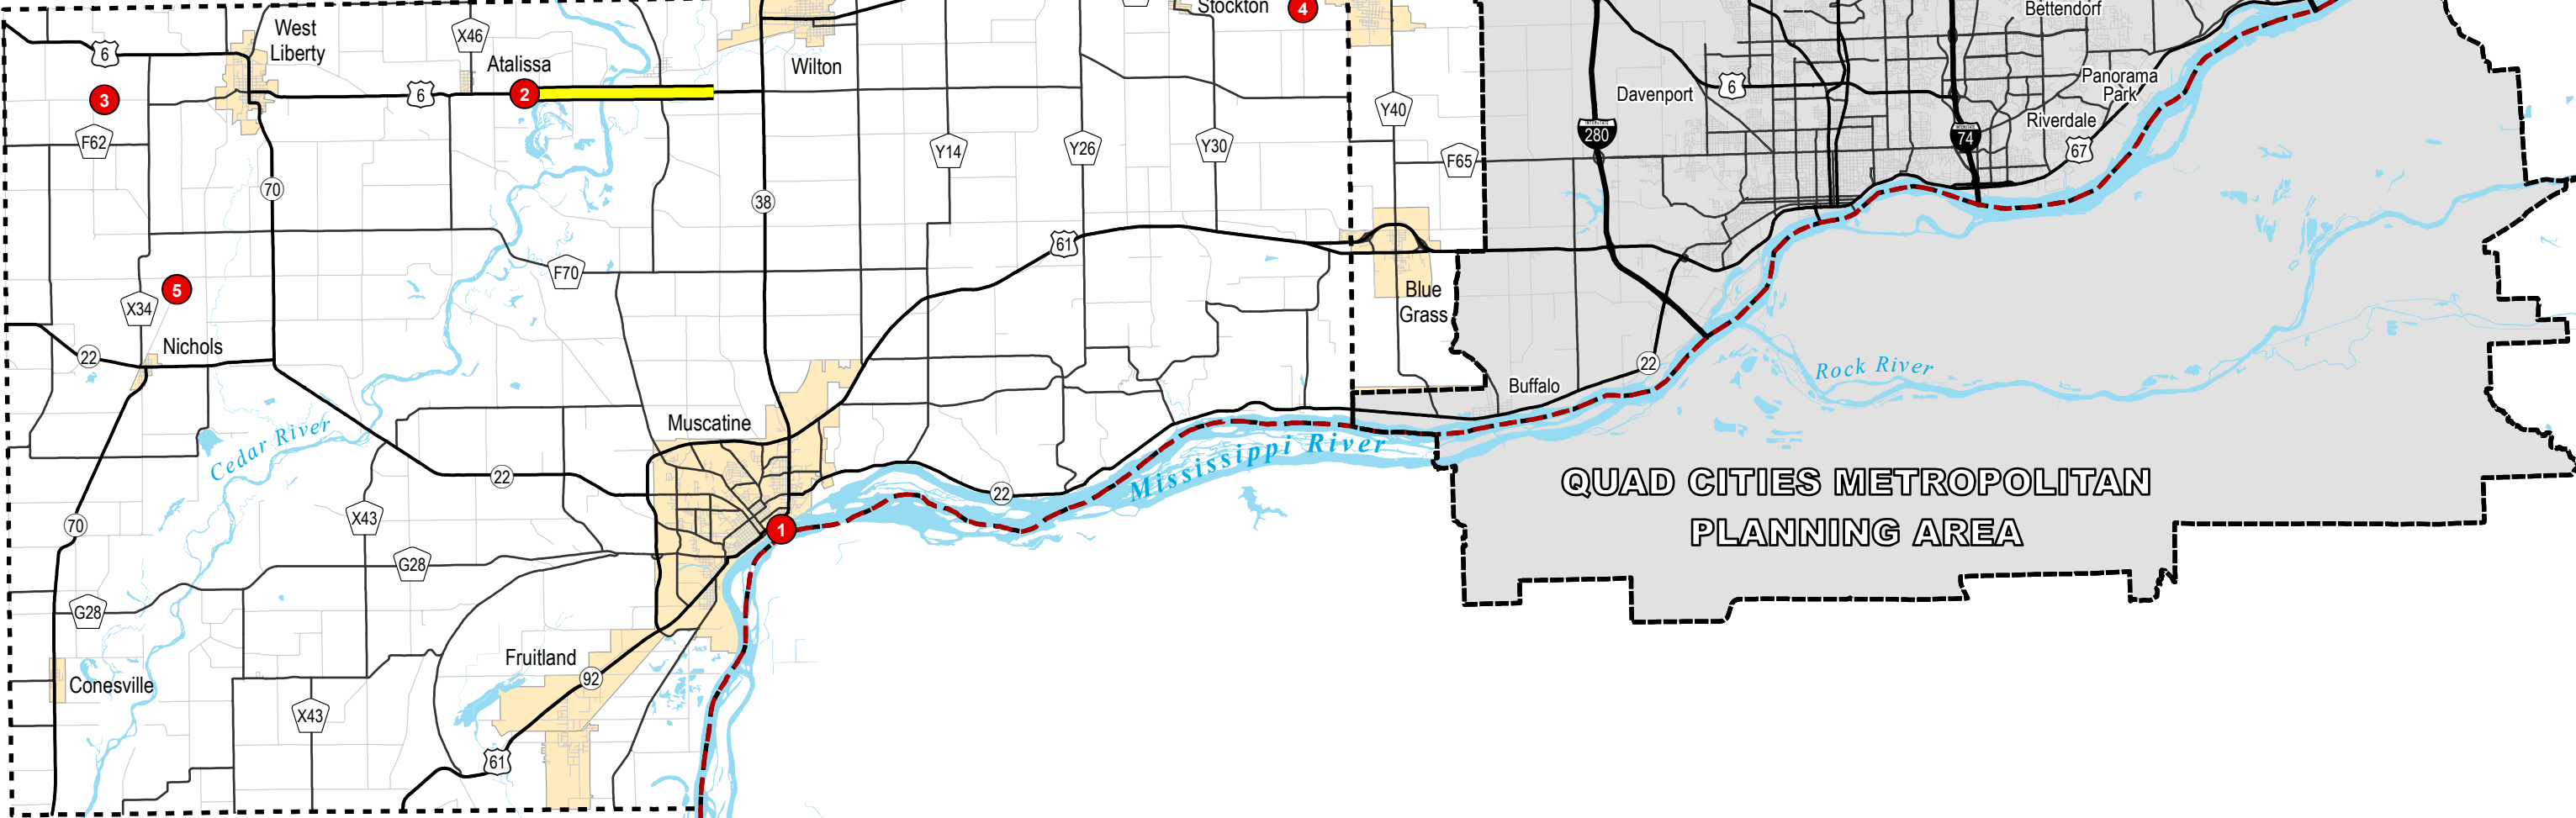 Stockton
4
Bettendorf
West
Liberty
X46
6
Atalissa
Wilton
Panorama
Park
3
6
2
Davenport
6
Y40
Riverdale
F62
INTERSTATE
280
INTERSTATE
74
67
Y14
Y26
Y30
F65
70
38
61
F70
5
X34
Blue
Grass
22
Nichols
22
Rock River
Buffalo
Muscatine
Cedar River
Mississippi River
22
22
QUAD CITIES METROPOLITAN
PLANNING AREA
70
X43
1
G28
G28
Fruitland
92
Conesville
X43
61